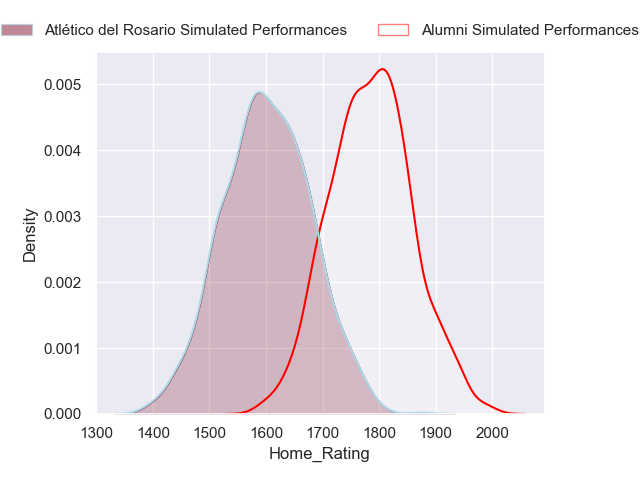 Atlético del Rosario Simulated Performances
Alumni Simulated Performances
0.005
0.004
0.003
0.002
0.001
0.000
Density
1300 1400 1500 1600 1700 1800 1900 2000
Home_Rating